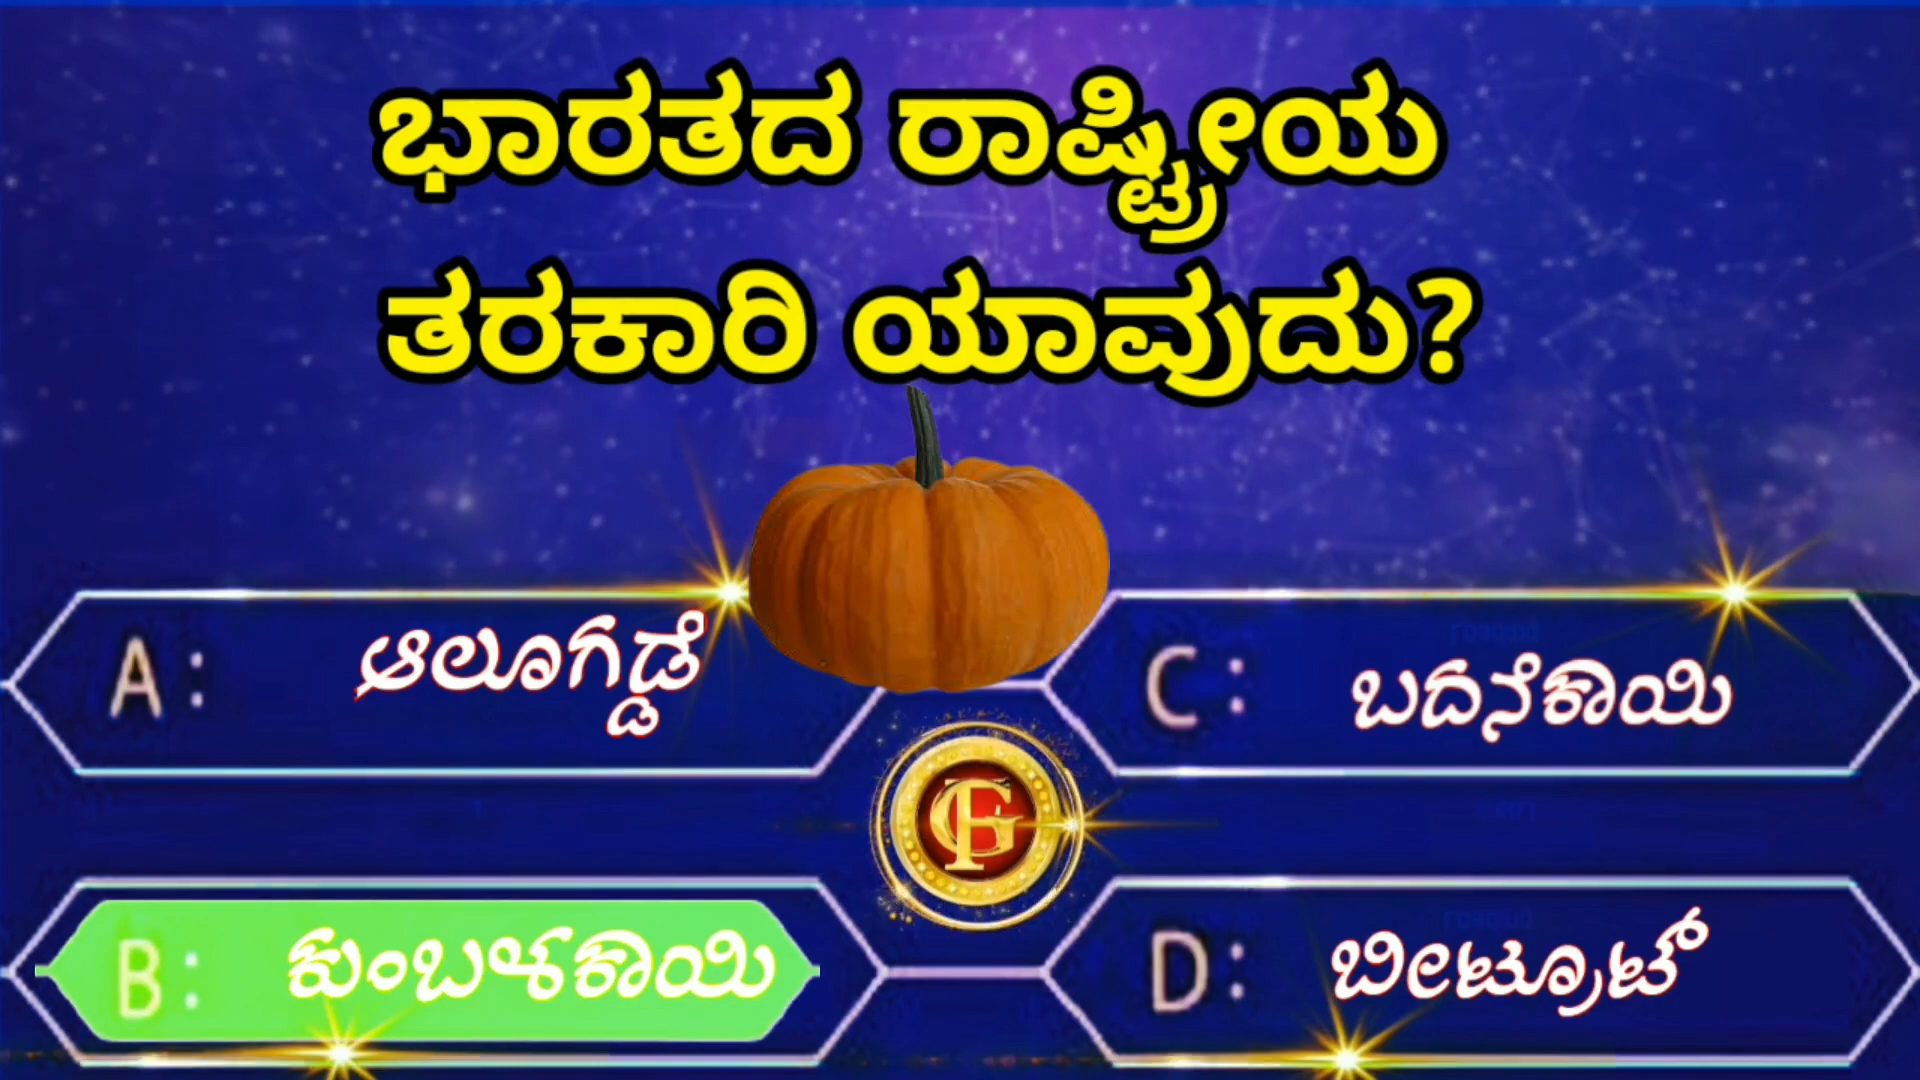 ಭಾರತದ ರಾಷ್ಟ್ರೀಯ
ತರಕಾರಿ ಯಾವುದು?
A: ಆಲೂಗಡ್ಡೆ
C: ಬದನೆಕಾಯಿ
B: ಕುಂಬಳಕಾಯಿ
D: ಬೀಟ್ರೂಟ್